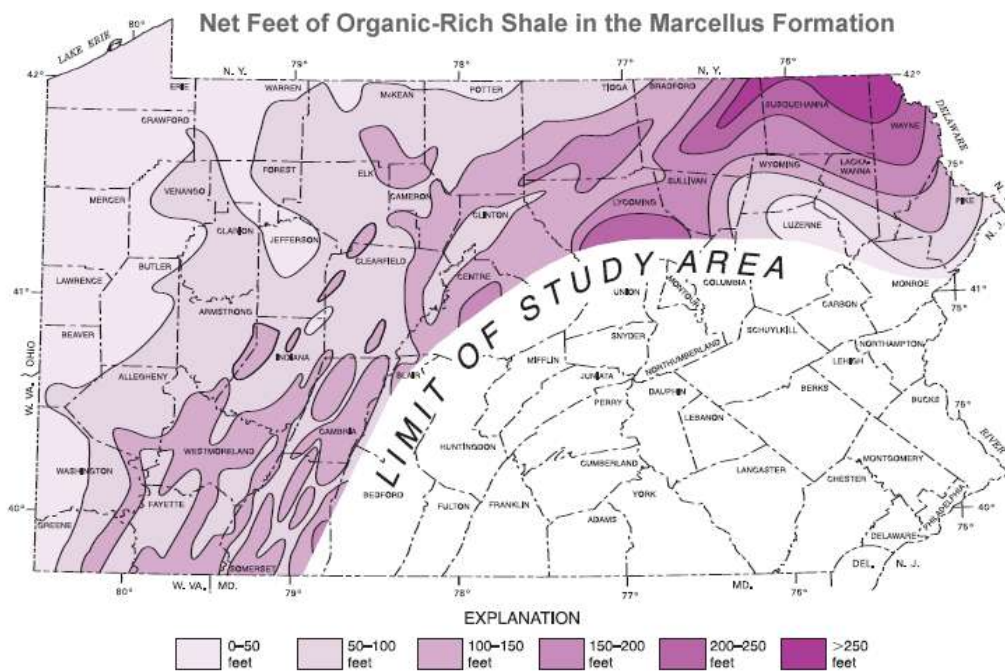 Net Feet of Organic-Rich Shale in the Marcellus Formation
80°
LAKE ERIE
42°
N. Y.
79°
78°
77°
N. Y.
76°
42°
ERIE
WARREN
McKEAN
POTTER
TIOGA
BRADFORD
SUSQUEHANNA
WAYNE
DELAWARE
CRAWFORD
75°
FOREST
ELK
CAMERON
WYOMING
LACKA-
WANNA
SULLIVAN
MERCER
VENANGO
CLINTON
LYCOMING
PIKE
N. J.
CLARION
JEFFERSON
LUZERNE
BUTLER
CLEARFIELD
CENTRE
LAWRENCE
LIMIT OF STUDY AREA
MONROE
41°
41°
UNION
MONTOUR
COLUMBIA
CARBON
ARMSTRONG
BEAVER
SNYDER
SCHUYLKILL
NORTHAMPTON
OHIO
W. VA.
INDIANA
MIFFLIN
NORTHUMBERLAND
LEHIGH
ALLEGHENY
BLAIR
JUNIATA
PERRY
DAUPHIN
BERKS
BUCKS
75°
LEBANON
RIVER
CAMBRIA
HUNTINGDON
WESTMORELAND
MONTGOMERY
CUMBERLAND
LANCASTER
WASHINGTON
CHESTER
PHILADELPHIA
BEDFORD
FULTON
FRANKLIN
YORK
40°
40°
FAYETTE
ADAMS
75°
GREENE
DELAWARE
SOMERSET
W. VA.
MD.
MD.
DEL.
N. J.
80°
79°
78°
77°
76°
EXPLANATION
0–50
feet
50–100
feet
100–150
feet
150–200
feet
200–250
feet
>250
feet